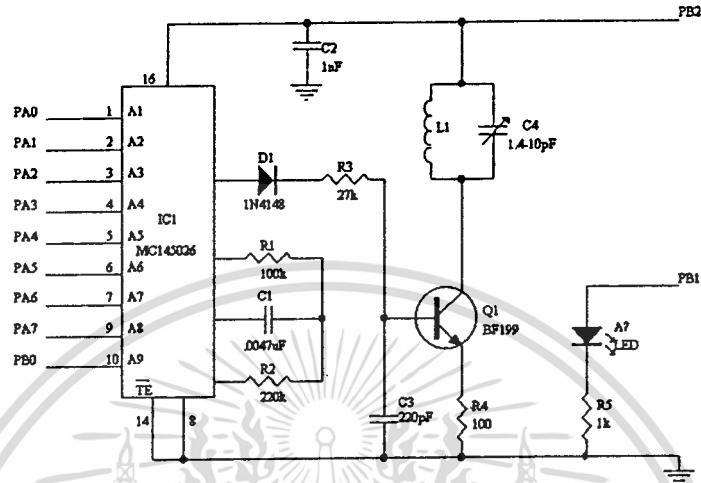 PB2
C2
1nF
16
PA0 1 A1
PA1 2 A2
PA2 3 A3
PA3 4 A4
PA4 5 A5
PA5 6 A6
PA6 7 A7
PA7 9 A8
PB0 10 A9
IC1
MC145026
TE
14
8
D1
1N4148
R3
27k
R1
100k
C1
.0047uF
R2
220k
L1
C4
1.4-10pF
Q1
BF199
C3
220pF
R4
100
PB1
A?
LED
R5
1k
PB2